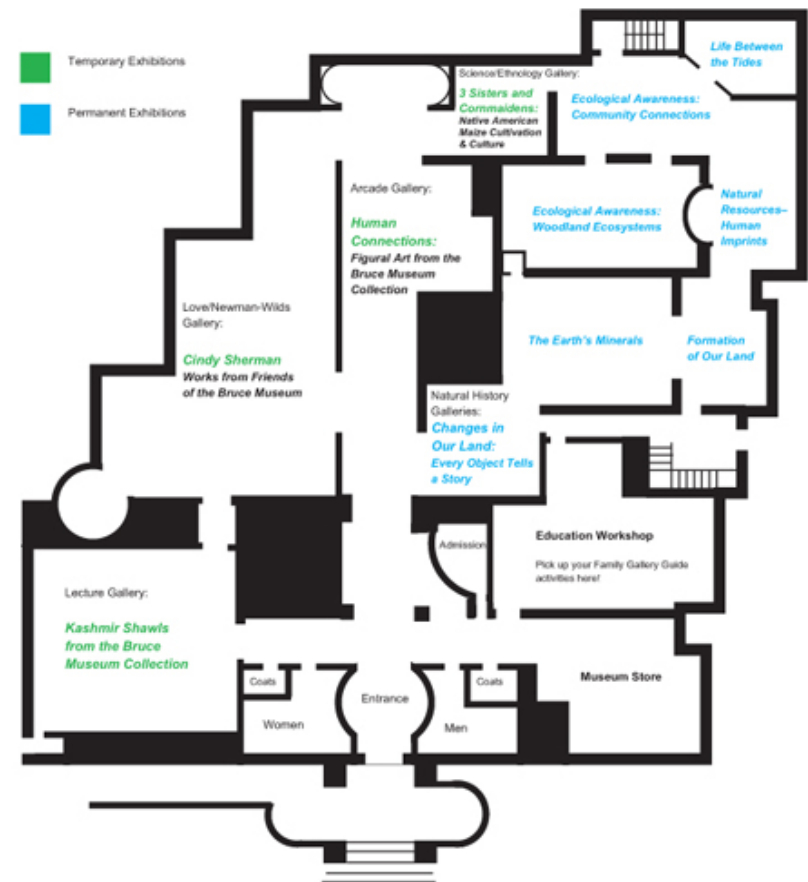 Temporary Exhibitions
Permanent Exhibitions
Life Between
the Tides
Science/Ethnology Gallery:
3 Sisters and
Cornmaidens:
Native American
Maize Cultivation
& Culture
Ecological Awareness:
Community Connections
Arcade Gallery:
Human
Connections:
Figural Art from the
Bruce Museum
Collection
Ecological Awareness:
Woodland Ecosystems
Natural
Resources–
Human
Imprints
Love/Newman-Wilds
Gallery:
Cindy Sherman
Works from Friends
of the Bruce Museum
The Earth's Minerals
Formation
of Our Land
Natural History
Galleries:
Changes in
Our Land:
Every Object Tells
a Story
Admission
Education Workshop
Pick up your Family Gallery Guide
activities here!
Lecture Gallery:
Kashmir Shawls
from the Bruce
Museum Collection
Coats
Women
Entrance
Coats
Men
Museum Store